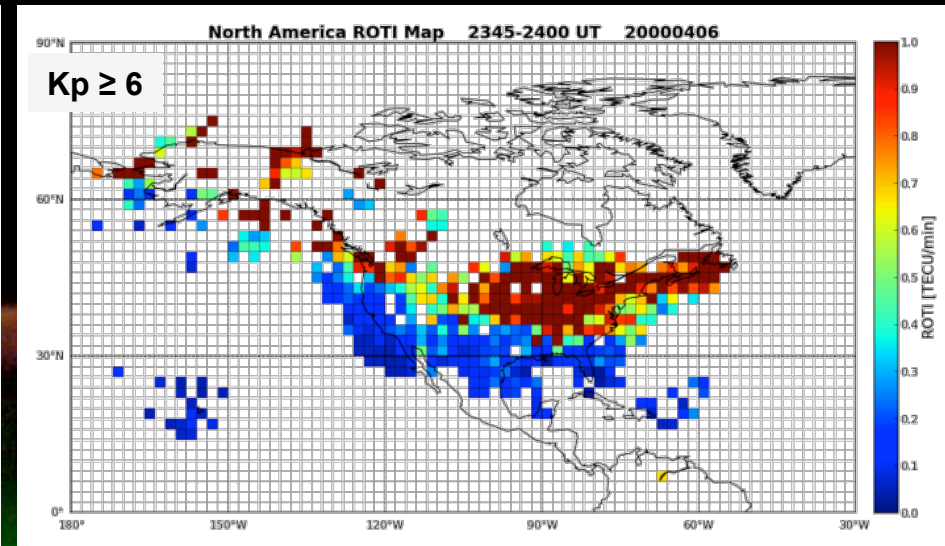 North America ROTI Map 2345-2400 UT 20000406
Kp ≥ 6
90°N
60°N
30°N
0°
180° 150°W 120°W 90°W 60°W 30°W
1.0
0.9
0.8
0.7
0.6
0.5
0.4
0.3
0.2
0.1
0.0
ROTI [TECU/min]